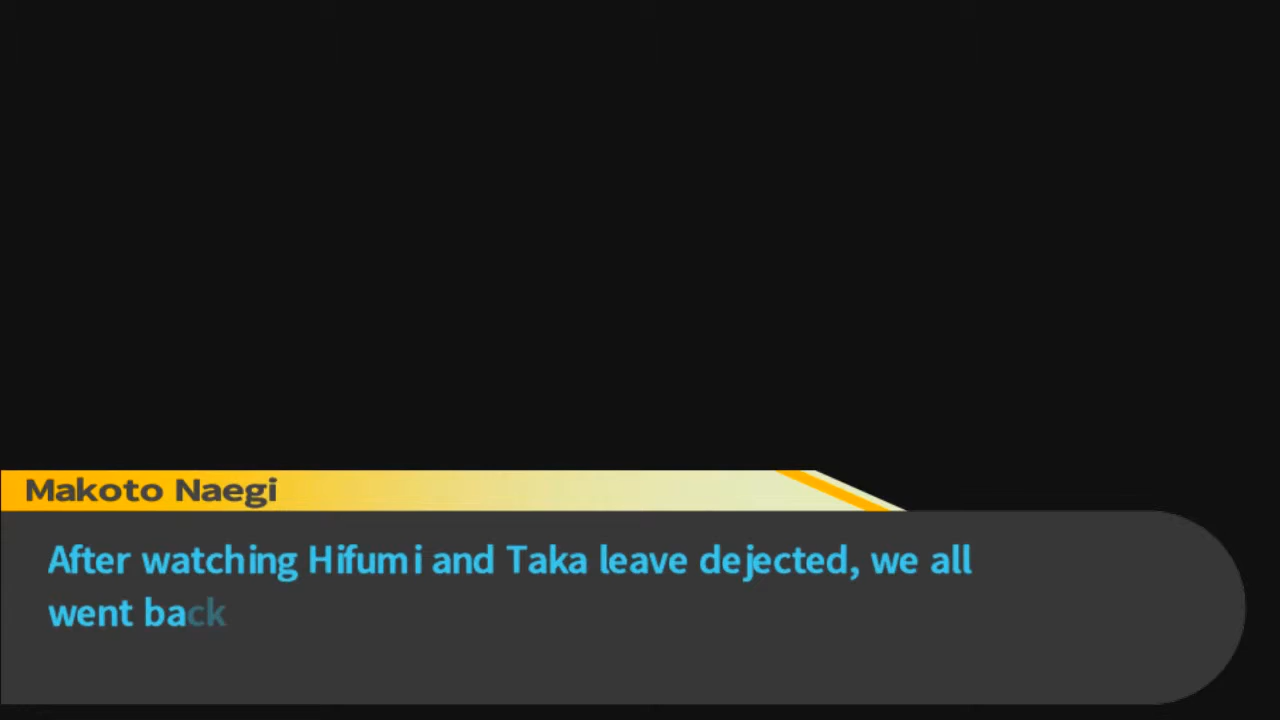 Makoto Naegi
After watching Hifumi and Taka leave dejected, we all
went back